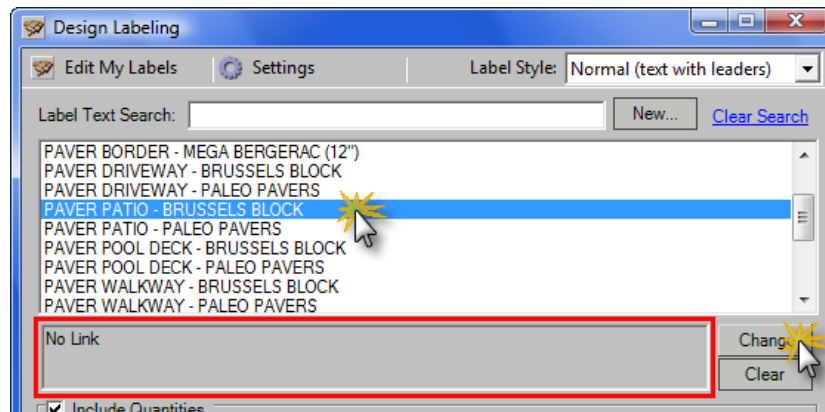 Design Labeling
Edit My Labels Settings Label Style: Normal (text with leaders)
Label Text Search: New... Clear Search
PAVER BORDER - MEGA BERGERAC (12")
PAVER DRIVEWAY - BRUSSELS BLOCK
PAVER DRIVEWAY - PALEO PAVERS
PAVER PATIO - BRUSSELS BLOCK
PAVER PATIO - PALEO PAVERS
PAVER POOL DECK - BRUSSELS BLOCK
PAVER POOL DECK - PALEO PAVERS
PAVER WALKWAY - BRUSSELS BLOCK
PAVER WALKWAY - PALEO PAVERS
No Link Change
Clear
Include Quantities